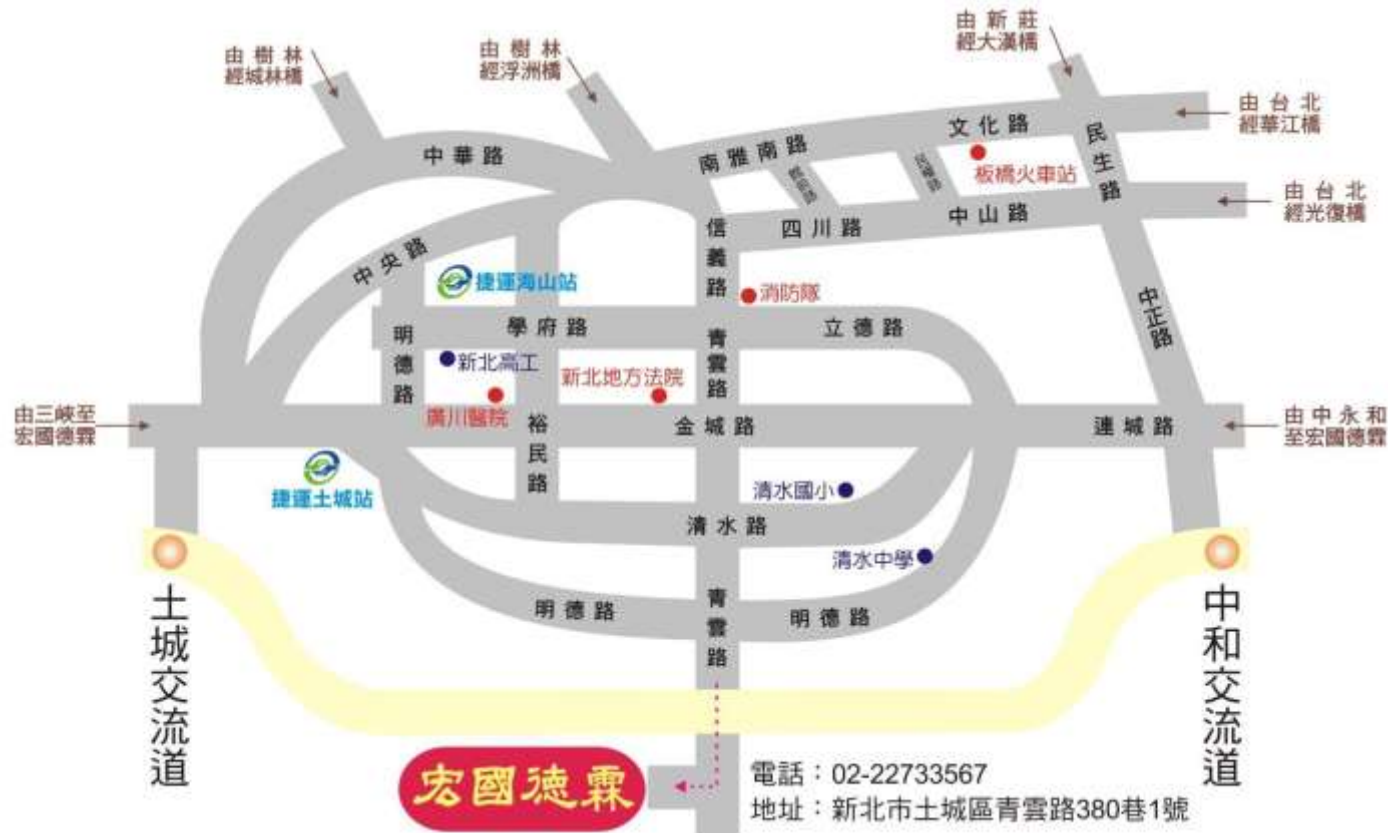 由新莊
經大漢橋
由樹林
經城林橋
由樹林
經浮洲橋
由台北
經華江橋
文化路
南雅南路
民生路
中華路
板橋火車站
由台北
經光復橋
中山路
四川路
信義路
中央路
捷運海山站
消防隊
中正路
學府路
立德路
明德路
青雲路
新北高工
新北地方法院
廣川醫院
由三峽至
宏國德霖
裕民路
金城路
連城路
由中永和
至宏國德霖
捷運土城站
清水國小
清水路
清水中學
土城交流道
明德路
青雲路
明德路
中和交流道
宏國德霖
電話：02-22733567
地址：新北市土城區青雲路380巷1號